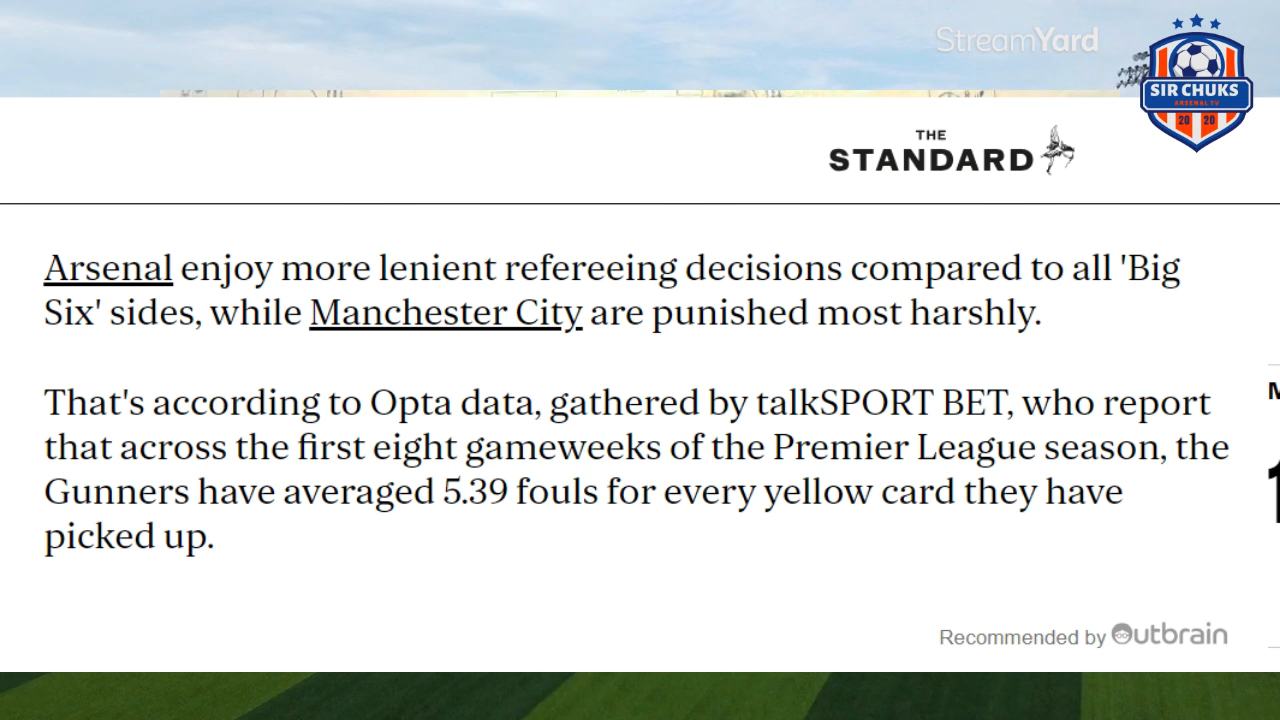 StreamYard
SIR CHUKS
ARSENAL TV
20 20
THE
STANDARD
Arsenal enjoy more lenient refereeing decisions compared to all 'Big
Six' sides, while Manchester City are punished most harshly.
That's according to Opta data, gathered by talkSPORT BET, who report
that across the first eight gameweeks of the Premier League season, the
Gunners have averaged 5.39 fouls for every yellow card they have
picked up.
Recommended by Outbrain